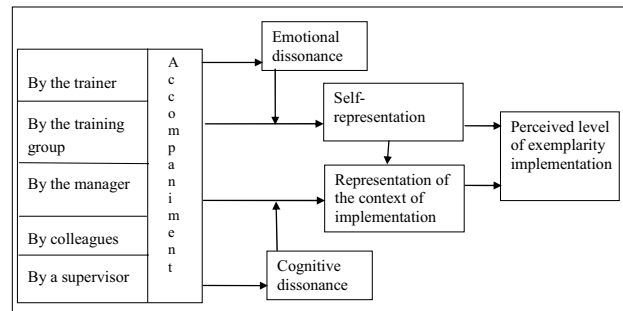 By the trainer
By the training
group
By the manager
By colleagues
By a supervisor
Accompaniment
Emotional
dissonance
Self-
representation
Representation of
the context of
implementation
Cognitive
dissonance
Perceived level
of exemplarity
implementation